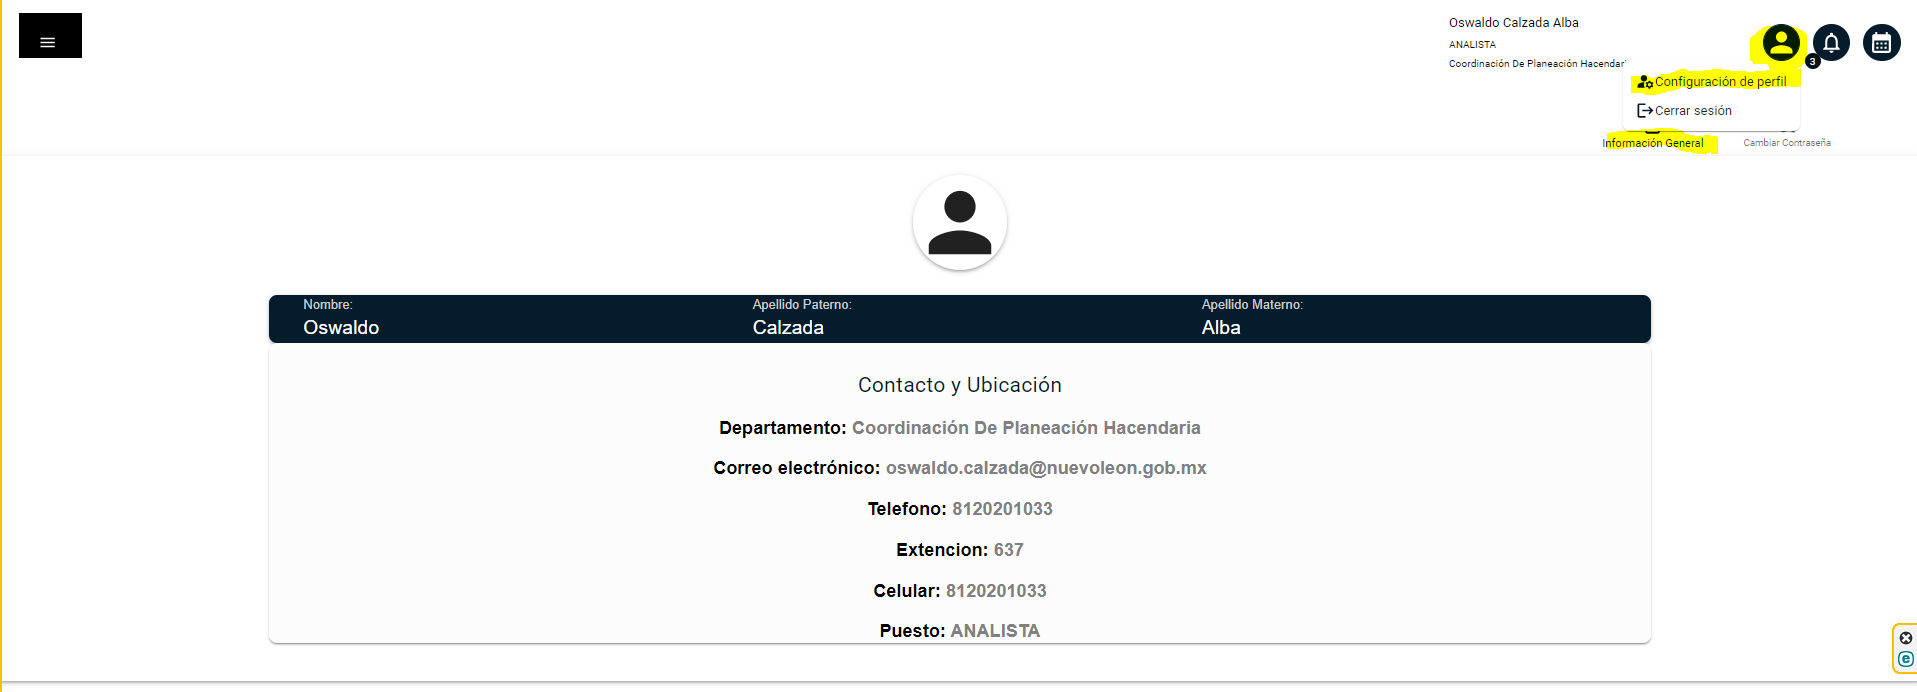 Oswaldo Calzada Alba
ANALISTA
Coordinación De Planeación Hacendari
3
Configuración de perfil
Cerrar sesión
Información General
Cambiar Contraseña
Nombre: Apellido Paterno: Apellido Materno:
Oswaldo Calzada Alba
Contacto y Ubicación
Departamento: Coordinación De Planeación Hacendaria
Correo electrónico: oswaldo.calzada@nuevoleon.gob.mx
Telefono: 8120201033
Extencion: 637
Celular: 8120201033
Puesto: ANALISTA
e